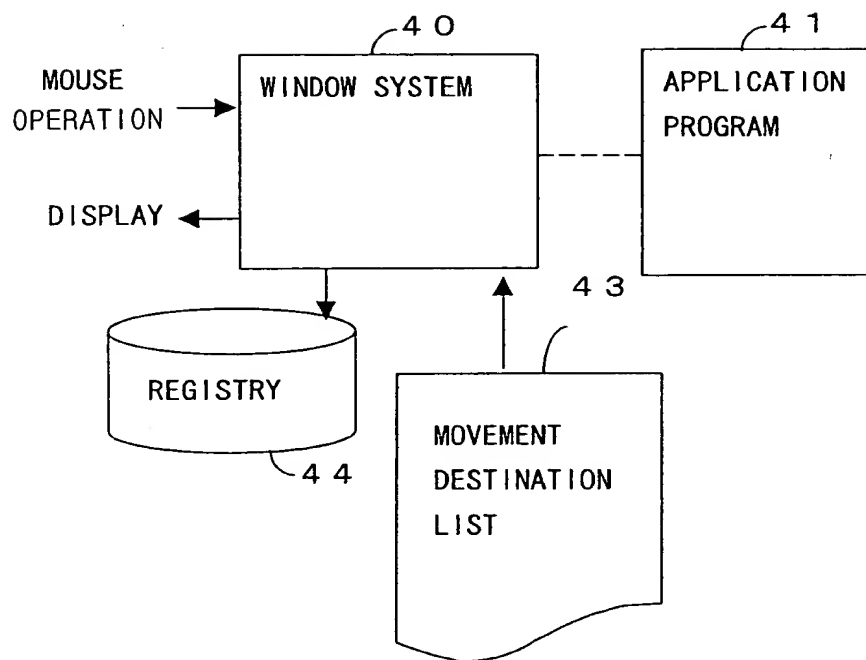 40
41
MOUSE
OPERATION
WINDOW SYSTEM
APPLICATION
PROGRAM
DISPLAY
43
REGISTRY
44
MOVEMENT
DESTINATION
LIST